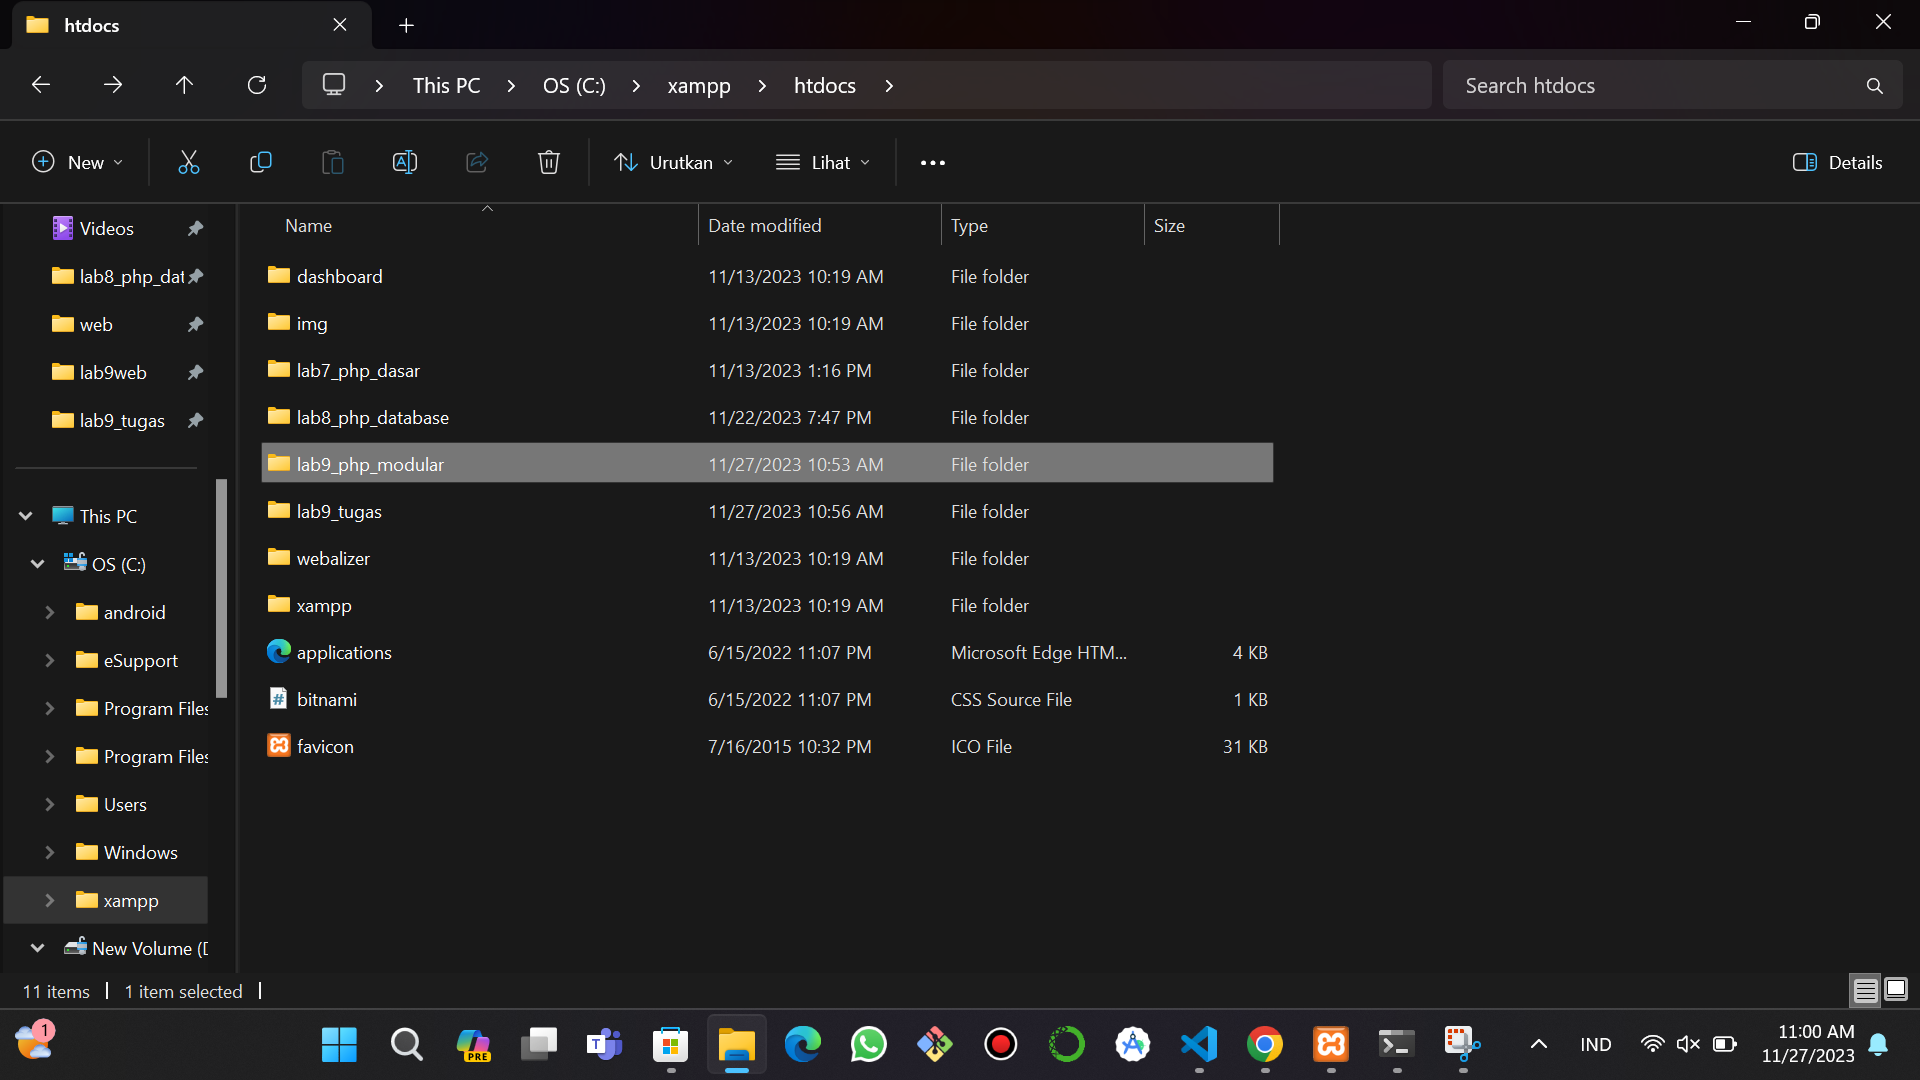 htdocs
This PC > OS (C:) > xampp > htdocs >
Search htdocs
New
Urutkan
Lihat
Details
Videos
lab8_php_dat
web
lab9web
lab9_tugas
This PC
OS (C:)
android
eSupport
Program Files
Program Files
Users
Windows
xampp
New Volume (D
Name Date modified Type Size
dashboard 11/13/2023 10:19 AM File folder
img 11/13/2023 10:19 AM File folder
lab7_php_dasar 11/13/2023 1:16 PM File folder
lab8_php_database 11/22/2023 7:47 PM File folder
lab9_php_modular 11/27/2023 10:53 AM File folder
lab9_tugas 11/27/2023 10:56 AM File folder
webalizer 11/13/2023 10:19 AM File folder
xampp 11/13/2023 10:19 AM File folder
applications 6/15/2022 11:07 PM Microsoft Edge HTM... 4 KB
bitnami 6/15/2022 11:07 PM CSS Source File 1 KB
favicon 7/16/2015 10:32 PM ICO File 31 KB
11 items 1 item selected
1
PRE
IND
11:00 AM
11/27/2023